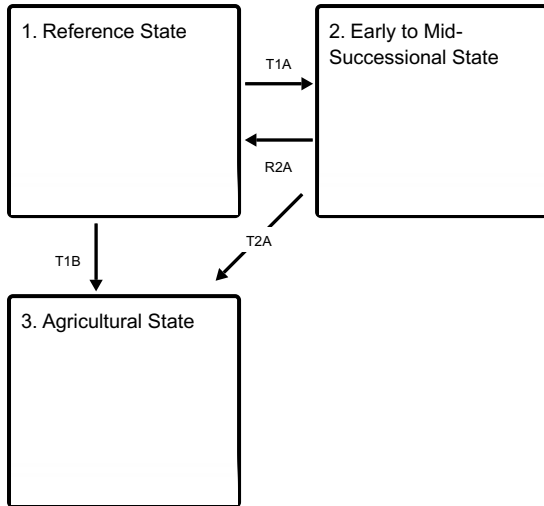 1. Reference State
2. Early to Mid-
Successional State
T1A
R2A
T2A
T1B
3. Agricultural State